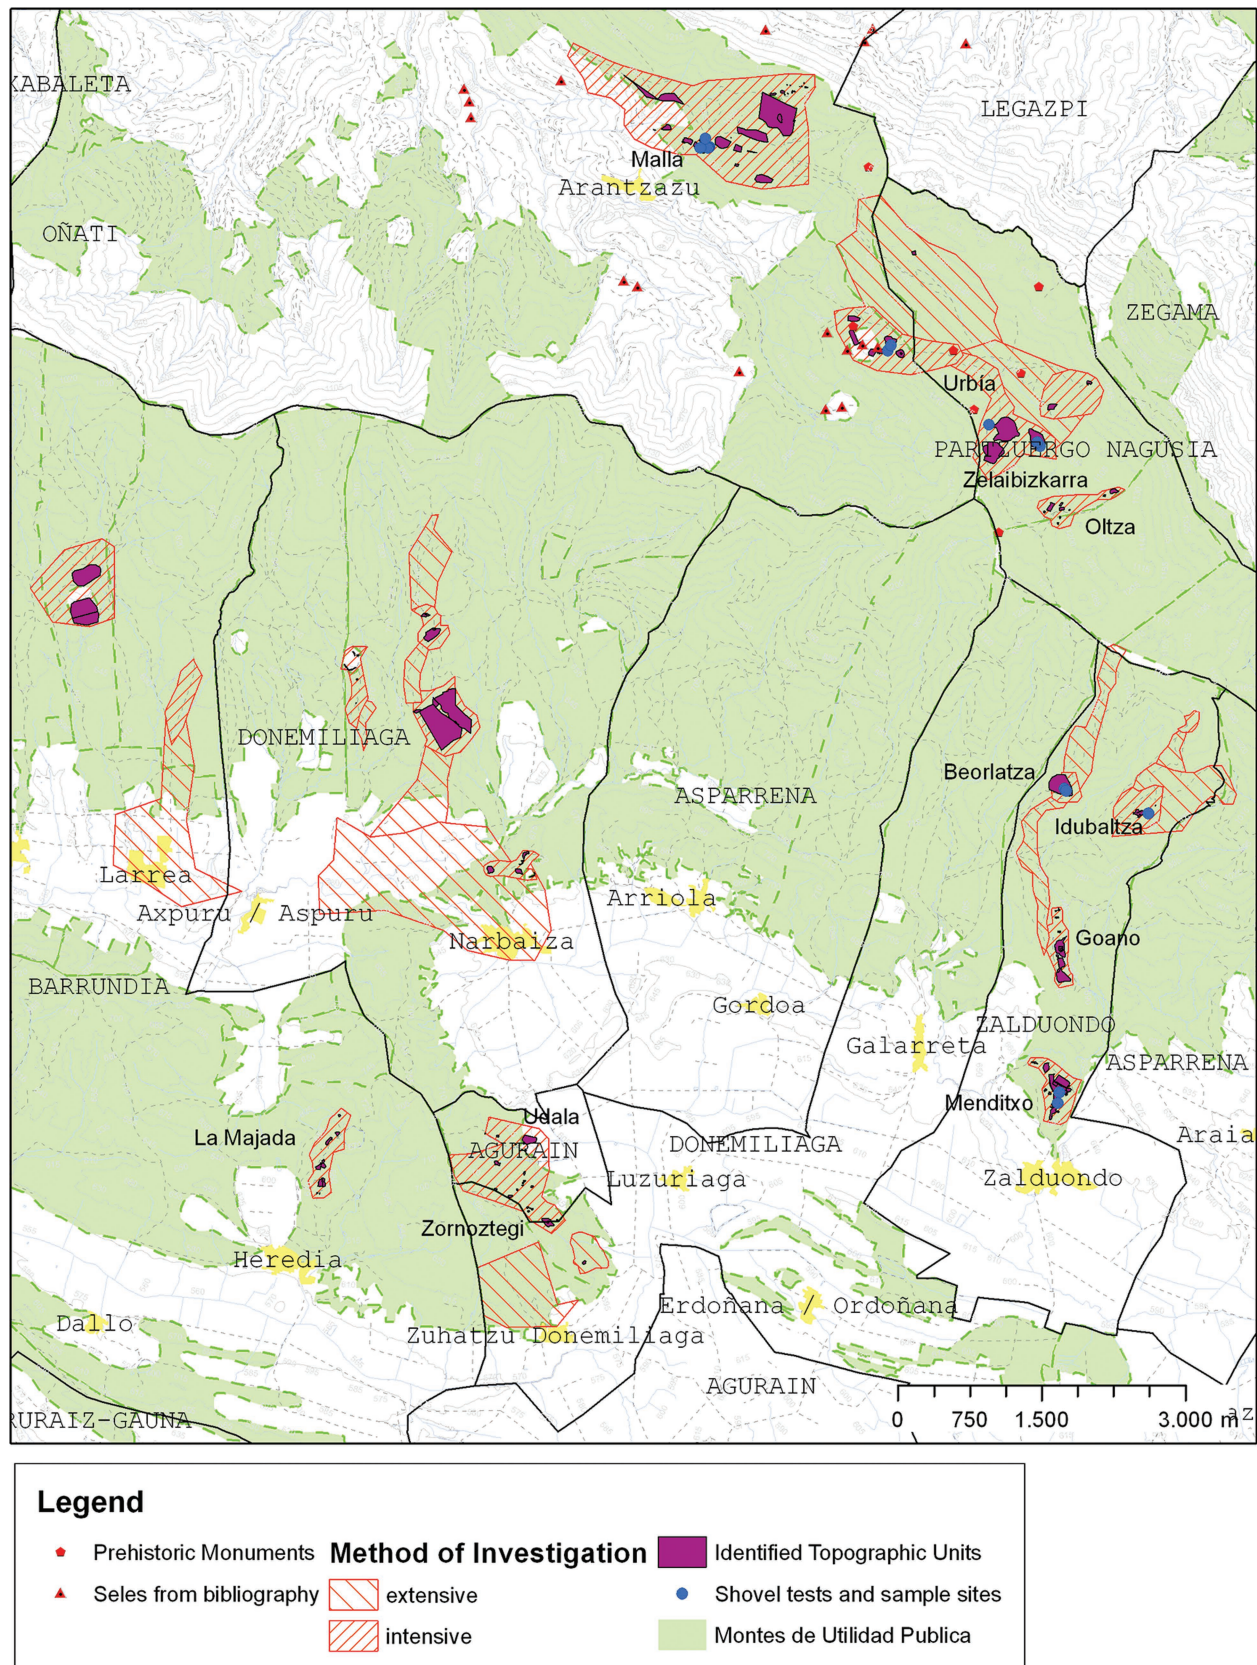 KABALETA
LEGAZPI
Malla
Arantzazu
OÑATI
ZEGAMA
Urbía
PARTZUERGO NAGUSIA
Zelaibizkarra
Oltza
DONEMILIAGA
Beorlatza
ASPARRENA
Idubaltza
Larrea
Arriola
Axpuru / Aspuru
Narbaiza
Goano
BARRUNDIA
Gordoa
ZALDUONDO
Galarreta
ASPARRENA
Menditxo
Udala
La Majada
Araia
AGURAIN
DONEMILIAGA
Luzuriaga
Zalduondo
Zornoztegi
Heredia
Erdoñana / Ordoñana
Dallo
Zuhatzu Donemiliaga
AGURAIN
RURAIZ-GAUNA
0 750 1.500 3.000 m
az
Legend
Prehistoric Monuments
Seles from bibliography
Method of Investigation
extensive
intensive
Identified Topographic Units
Shovel tests and sample sites
Montes de Utilidad Publica